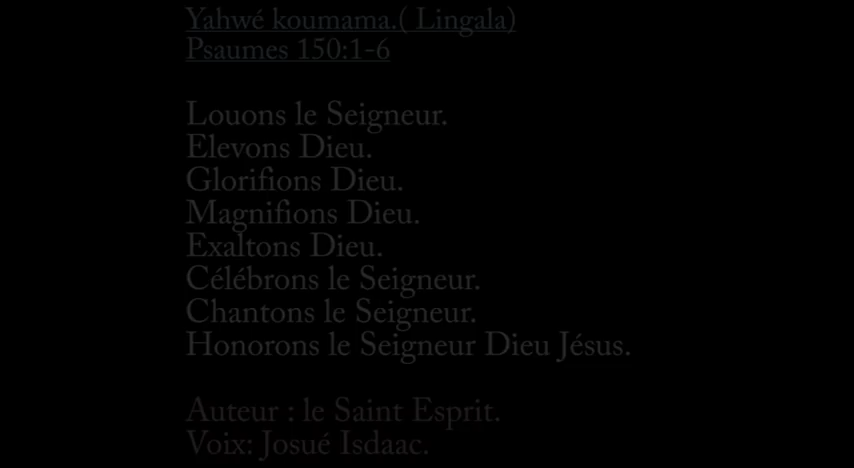 Yahwé koumama.( Lingala)
Psaumes 150:1-6
Louons le Seigneur.
Elevons Dieu.
Glorifions Dieu.
Magnifions Dieu.
Exaltons Dieu.
Célébrons le Seigneur.
Chantons le Seigneur.
Honorons le Seigneur Dieu Jésus.
Auteur : le Saint Esprit.
Voix: Josué Isdaac.